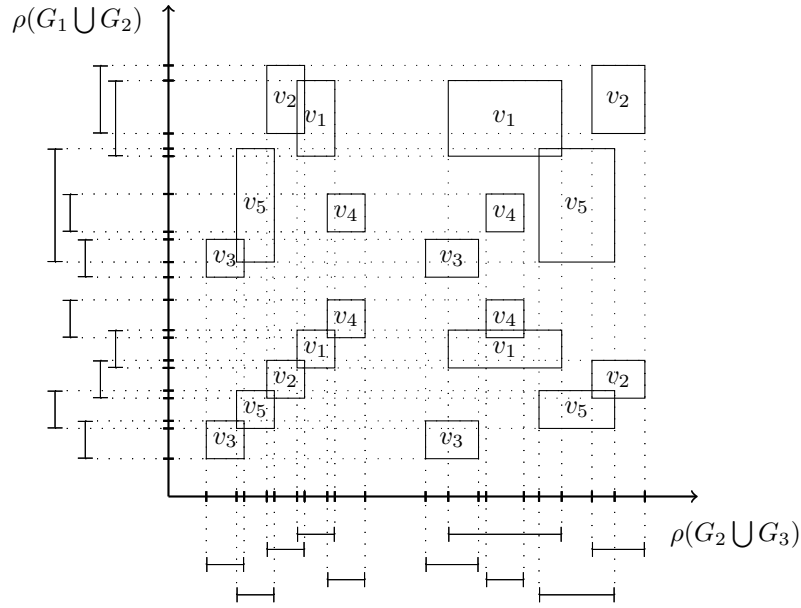 ρ(G₁ ⋃ G₂)
v₂ v₁ v₁ v₂
v₅ v₄ v₄ v₅
v₃ v₃
v₄ v₄
v₁ v₁
v₂ v₂
v₅ v₅
v₃ v₃
ρ(G₂ ⋃ G₃)